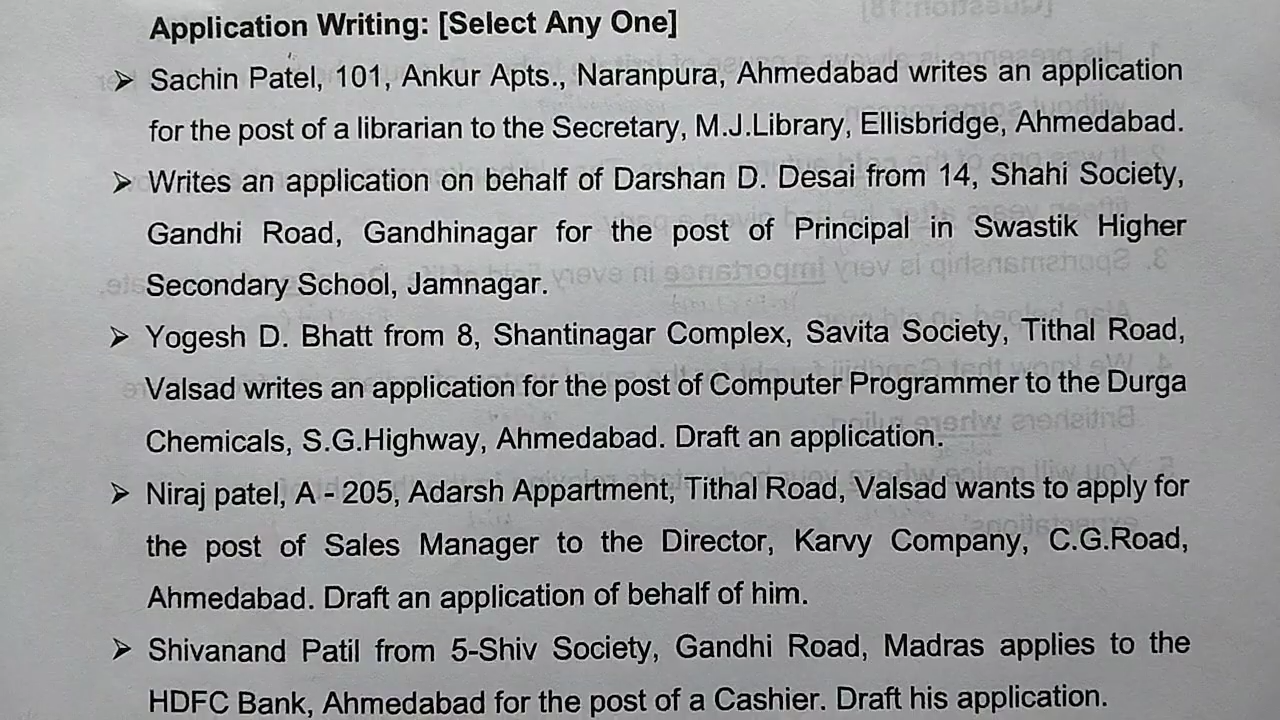 Application Writing: [Select Any One]
➢ Sachin Patel, 101, Ankur Apts., Naranpura, Ahmedabad writes an application
for the post of a librarian to the Secretary, M.J.Library, Ellisbridge, Ahmedabad.
➢ Writes an application on behalf of Darshan D. Desai from 14, Shahi Society,
Gandhi Road, Gandhinagar for the post of Principal in Swastik Higher
Secondary School, Jamnagar.
➢ Yogesh D. Bhatt from 8, Shantinagar Complex, Savita Society, Tithal Road,
Valsad writes an application for the post of Computer Programmer to the Durga
Chemicals, S.G.Highway, Ahmedabad. Draft an application.
➢ Niraj patel, A - 205, Adarsh Appartment, Tithal Road, Valsad wants to apply for
the post of Sales Manager to the Director, Karvy Company, C.G.Road,
Ahmedabad. Draft an application of behalf of him.
➢ Shivanand Patil from 5-Shiv Society, Gandhi Road, Madras applies to the
HDFC Bank, Ahmedabad for the post of a Cashier. Draft his application.